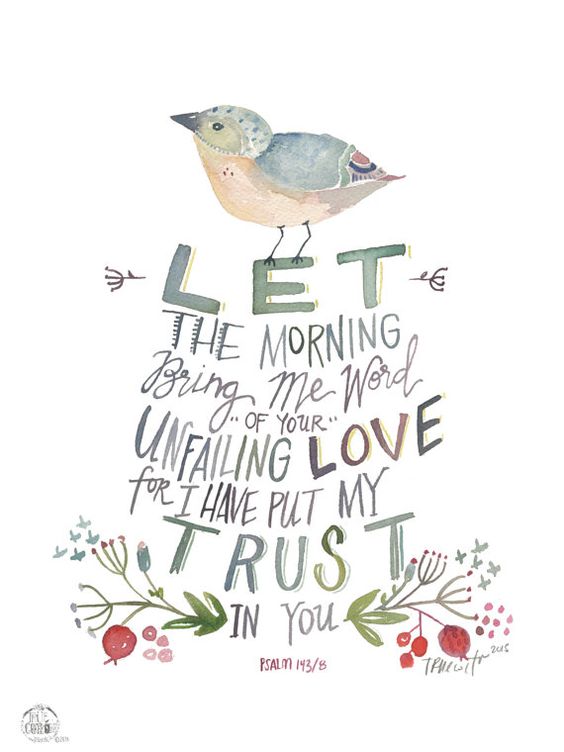 LET
THE MORNING
Bring Me Word
"OF YOUR"
UNFAILING LOVE
for I HAVE PUT MY
TRUST
IN YOU
PSALM 143/8
2015